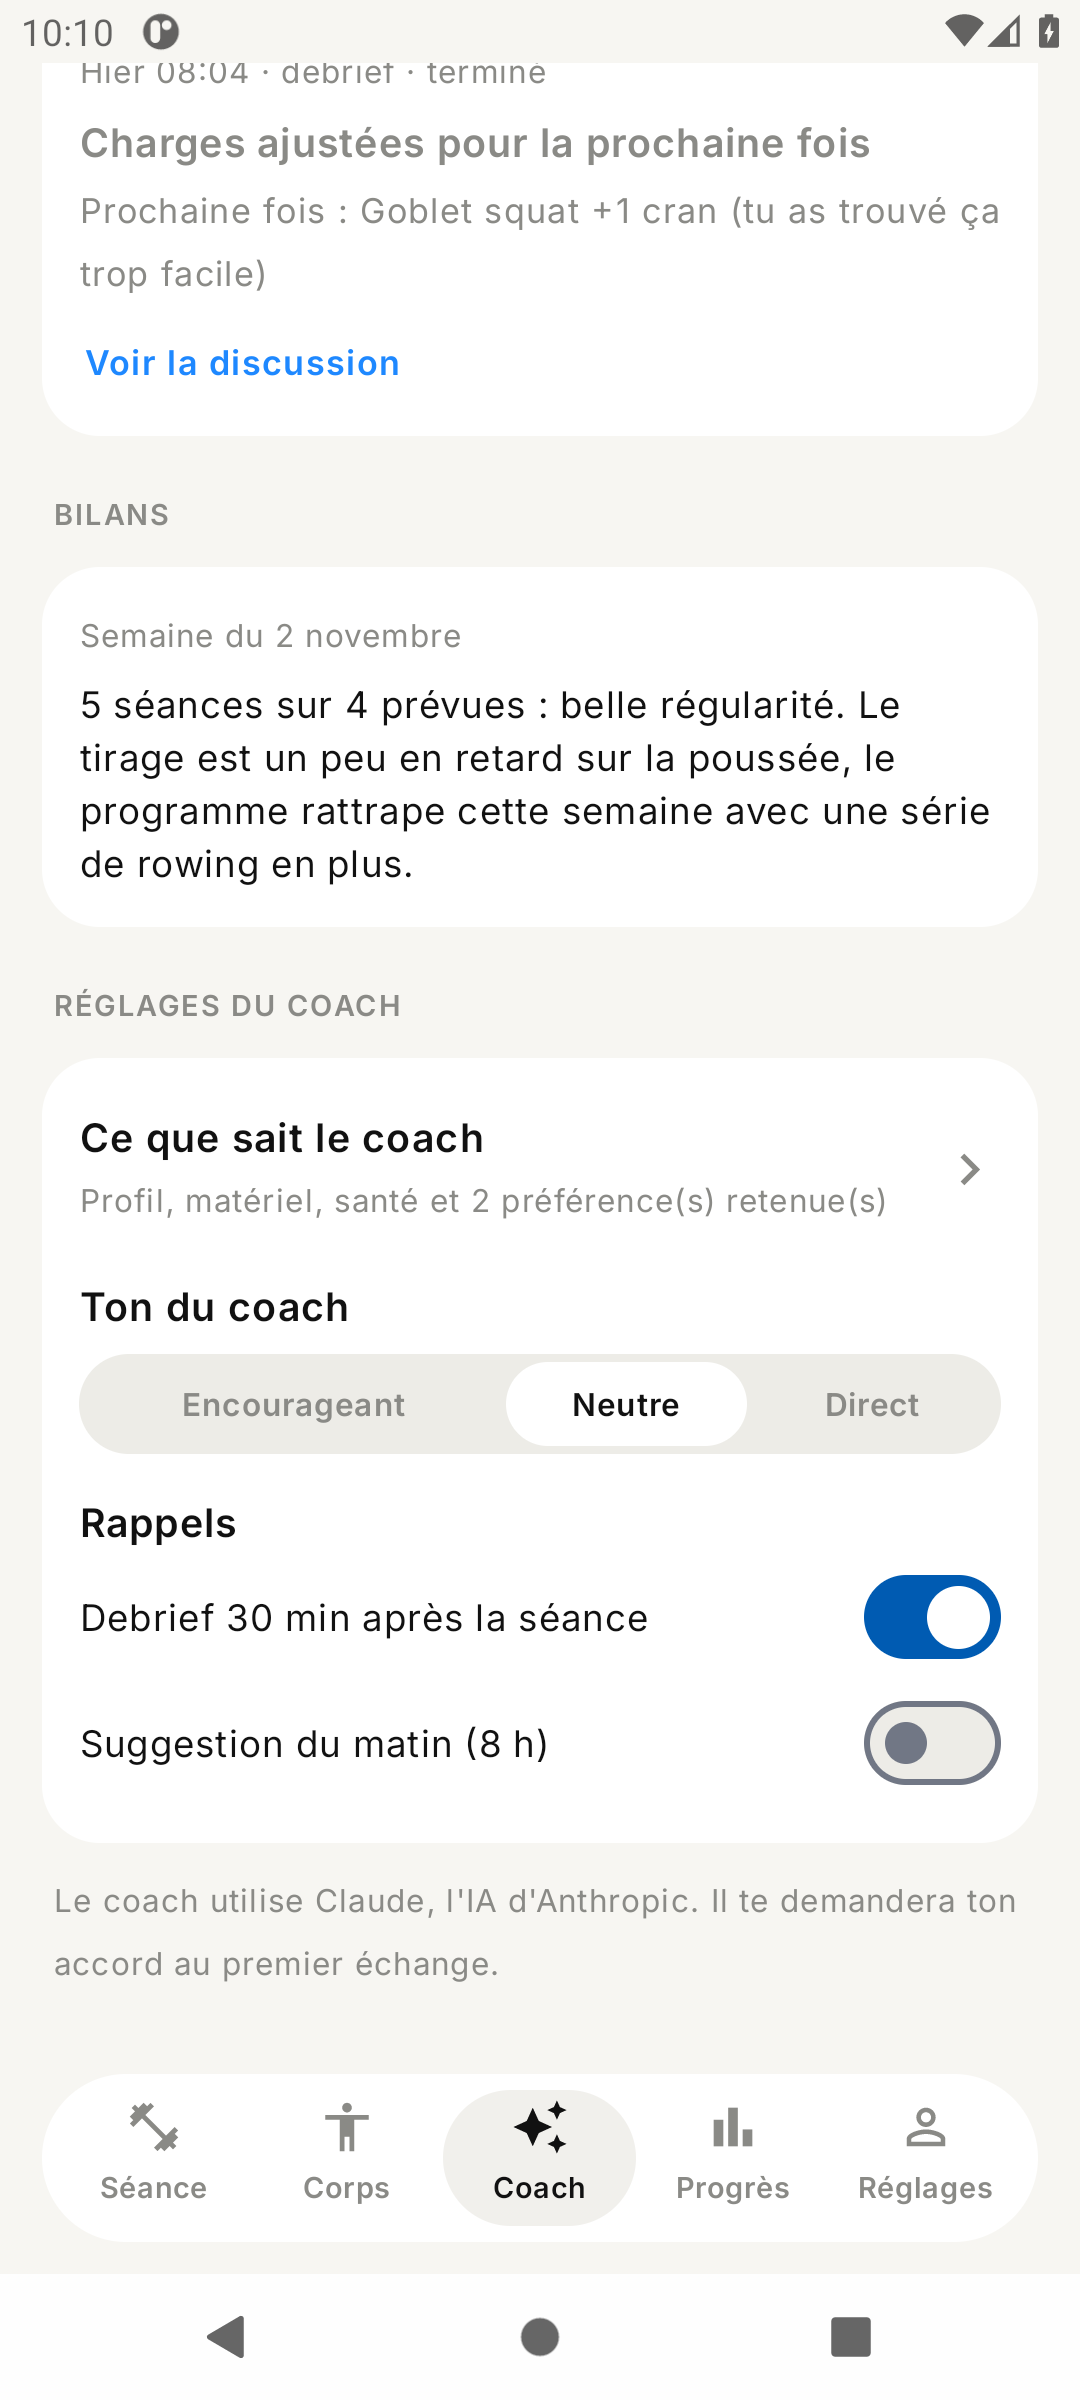 10:10
Hier 08:04 · debrief · terminé
Charges ajustées pour la prochaine fois
Prochaine fois : Goblet squat +1 cran (tu as trouvé ça
trop facile)
Voir la discussion
BILANS
Semaine du 2 novembre
5 séances sur 4 prévues : belle régularité. Le
tirage est un peu en retard sur la poussée, le
programme rattrape cette semaine avec une série
de rowing en plus.
RÉGLAGES DU COACH
Ce que sait le coach
Profil, matériel, santé et 2 préférence(s) retenue(s)
Ton du coach
Encourageant Neutre Direct
Rappels
Debrief 30 min après la séance
Suggestion du matin (8 h)
Le coach utilise Claude, l'IA d'Anthropic. Il te demandera ton
accord au premier échange.
Séance Corps Coach Progrès Réglages